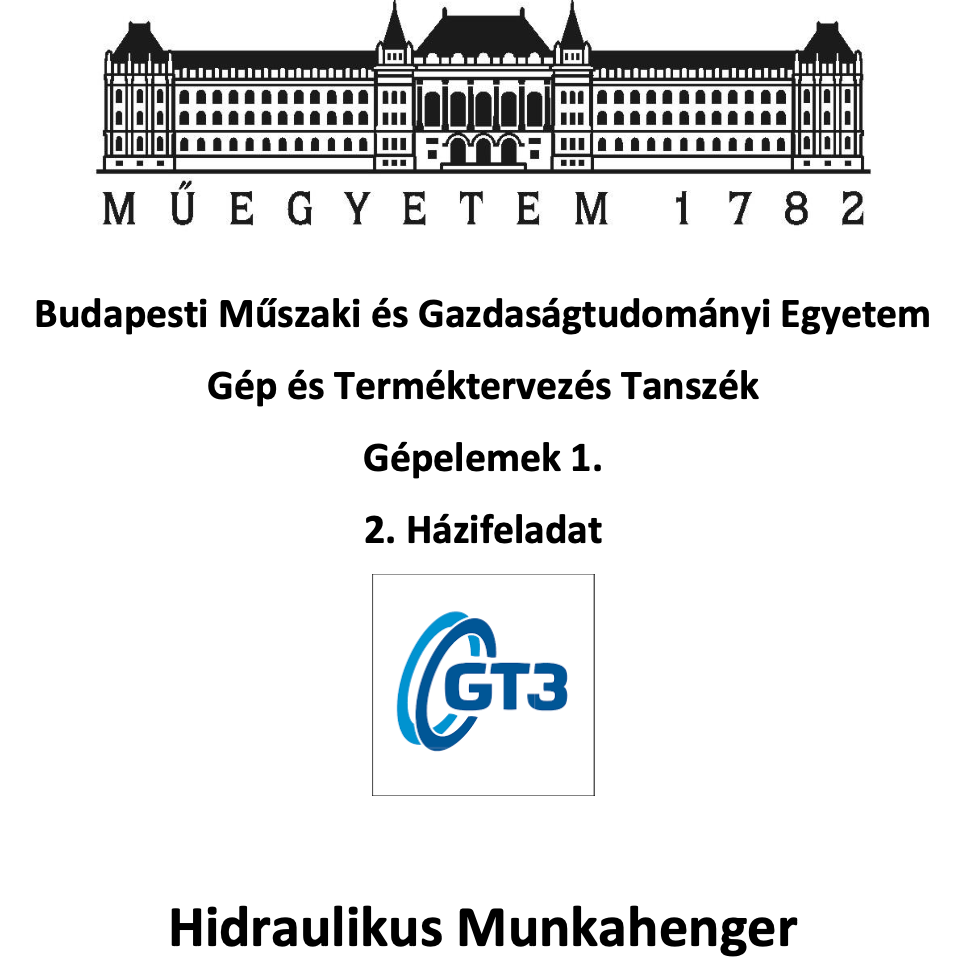 MŰEGYETEM 1782
Budapesti Műszaki és Gazdaságtudományi Egyetem
Gép és Terméktervezés Tanszék
Gépelemek 1.
2. Házifeladat
GT3
Hidraulikus Munkahenger